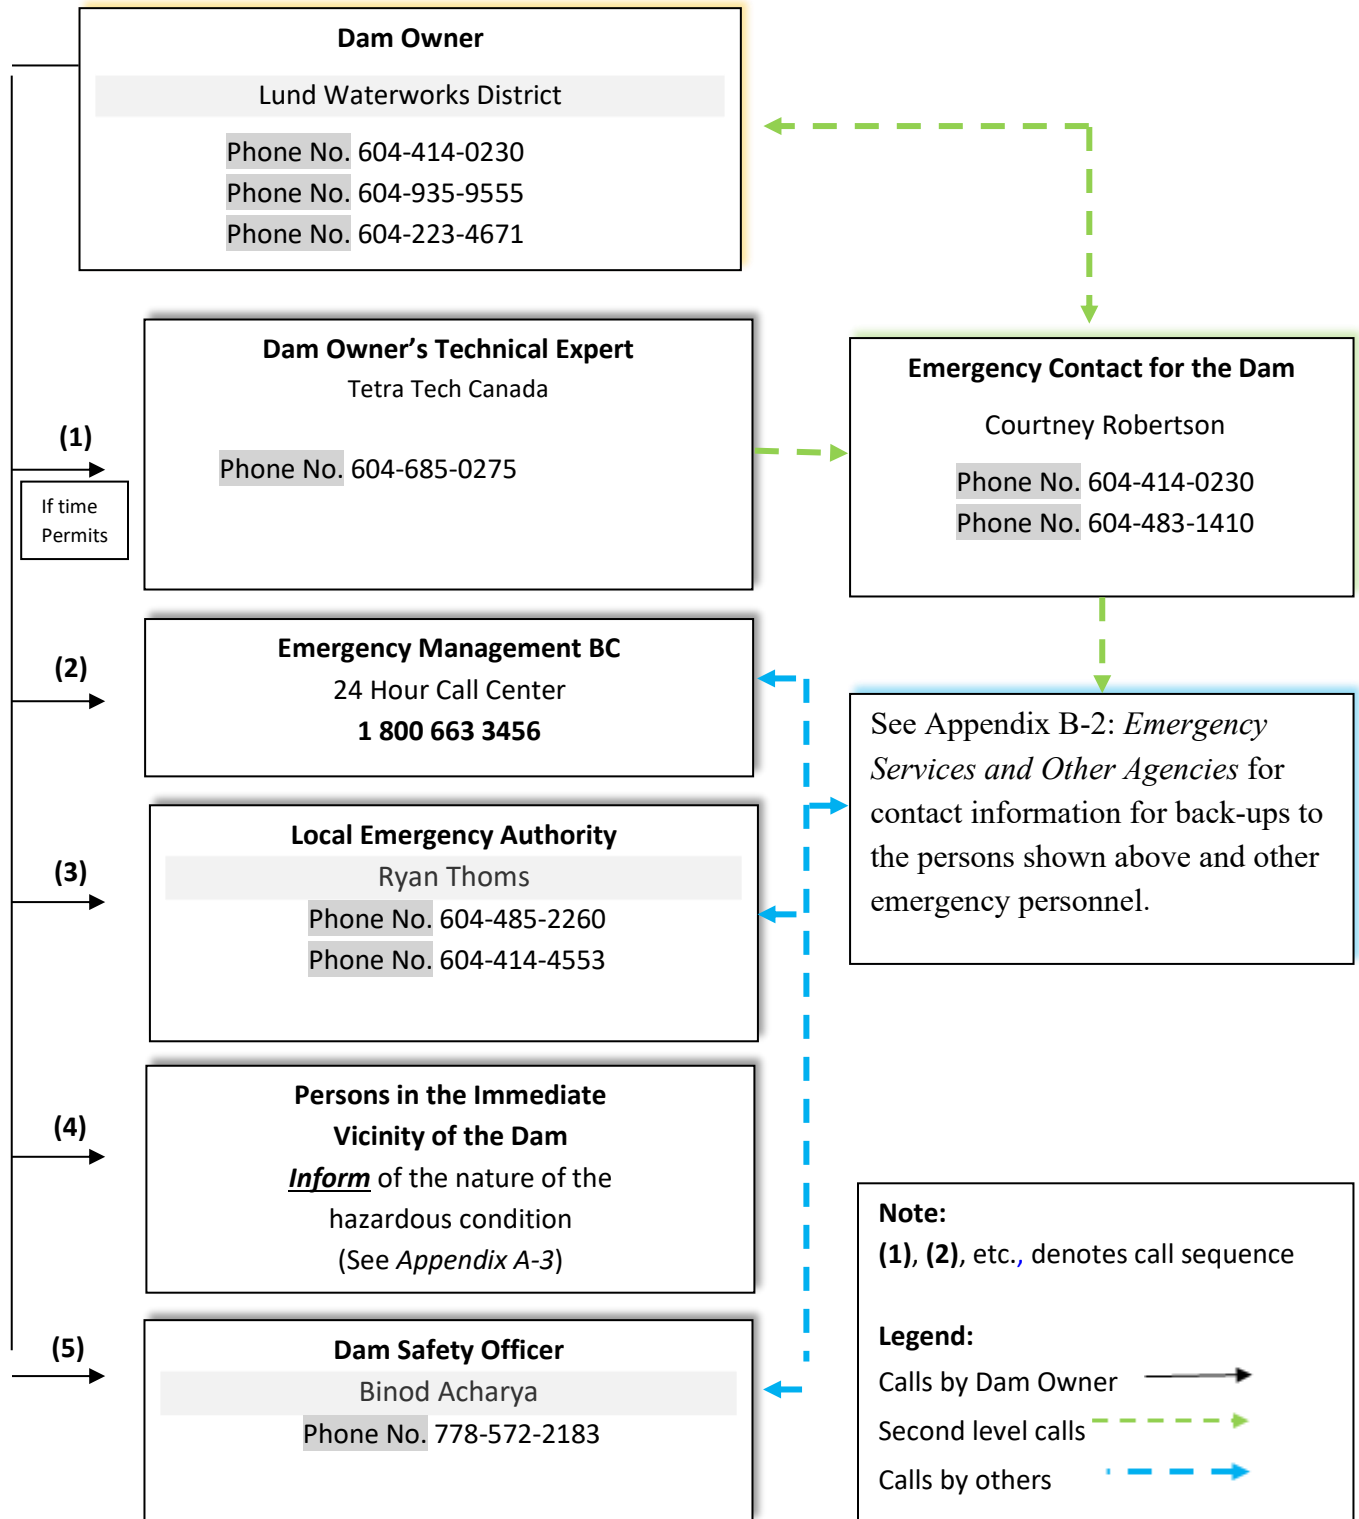 Dam Owner
Lund Waterworks District
Phone No. 604-414-0230
Phone No. 604-935-9555
Phone No. 604-223-4671
(1)
If time
Permits
Dam Owner’s Technical Expert
Tetra Tech Canada
Phone No. 604-685-0275
Emergency Contact for the Dam
Courtney Robertson
Phone No. 604-414-0230
Phone No. 604-483-1410
(2)
Emergency Management BC
24 Hour Call Center
1 800 663 3456
See Appendix B-2: Emergency
Services and Other Agencies for
contact information for back-ups to
the persons shown above and other
emergency personnel.
(3)
Local Emergency Authority
Ryan Thoms
Phone No. 604-485-2260
Phone No. 604-414-4553
(4)
Persons in the Immediate
Vicinity of the Dam
Inform of the nature of the
hazardous condition
(See Appendix A-3)
(5)
Dam Safety Officer
Binod Acharya
Phone No. 778-572-2183
Note:
(1), (2), etc., denotes call sequence
Legend:
Calls by Dam Owner
Second level calls
Calls by others